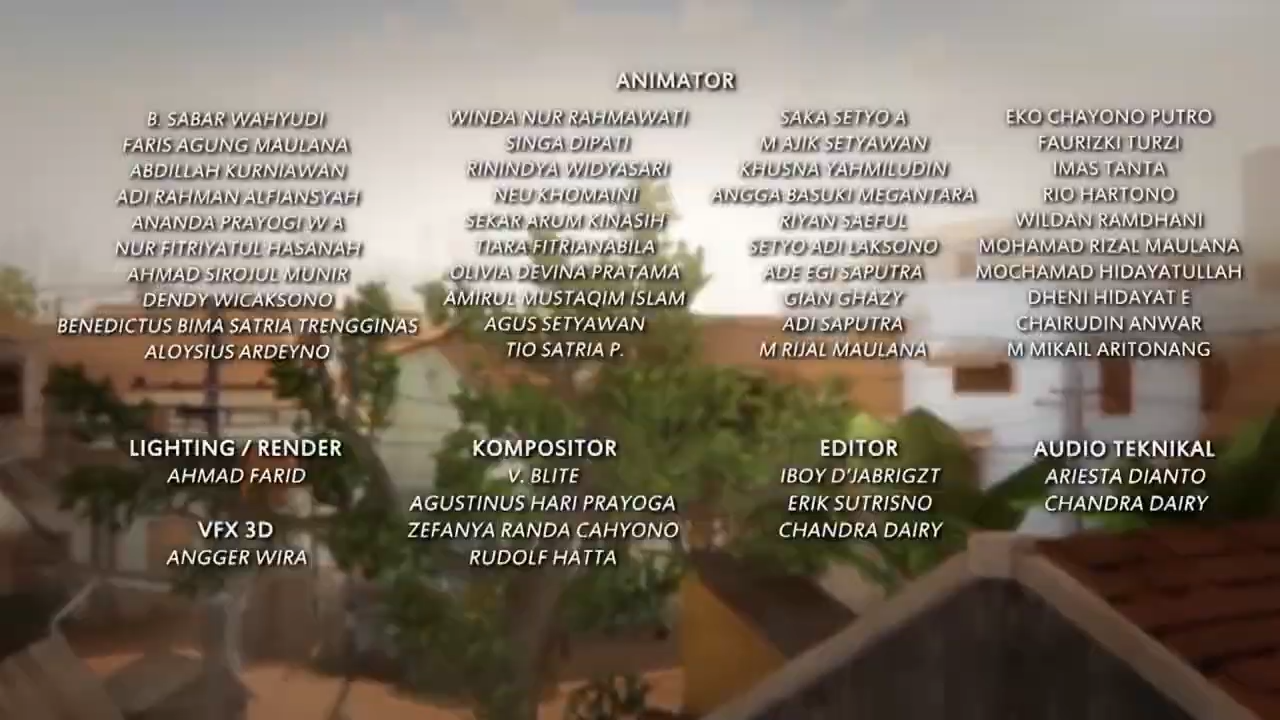 ANIMATOR
B. SABAR WAHYUDI
FARIS AGUNG MAULANA
ABDILLAH KURNIAWAN
ADI RAHMAN ALFIANSYAH
ANANDA PRAYOGI W A
NUR FITRIYATUL HASANAH
AHMAD SIROJUL MUNIR
DENDY WICAKSONO
BENEDICTUS BIMA SATRIA TRENGGINAS
ALOYSIUS ARDEYNO
WINDA NUR RAHMAWATI
SINGA DIPATI
RININDYA WIDYASARI
NEU KHOMAINI
SEKAR ARUM KINASIH
TIARA FITRIANABILA
OLIVIA DEVINA PRATAMA
AMIRUL MUSTAQIM ISLAM
AGUS SETYAWAN
TIO SATRIA P.
SAKA SETYO A
M AJIK SETYAWAN
KHUSNA YAHMILUDIN
ANGGA BASUKI MEGANTARA
RIYAN SAEFUL
SETYO ADI LAKSONO
ADE EGI SAPUTRA
GIAN GHAZY
ADI SAPUTRA
M RIJAL MAULANA
EKO CHAYONO PUTRO
FAURIZKI TURZI
IMAS TANTA
RIO HARTONO
WILDAN RAMDHANI
MOHAMAD RIZAL MAULANA
MOCHAMAD HIDAYATULLAH
DHENI HIDAYAT E
CHAIRUDIN ANWAR
M MIKAIL ARITONANG
LIGHTING / RENDER
AHMAD FARID
VFX 3D
ANGGER WIRA
KOMPOSITOR
V. BLITE
AGUSTINUS HARI PRAYOGA
ZEFANYA RANDA CAHYONO
RUDOLF HATTA
EDITOR
IBOY D'JABRIGZT
ERIK SUTRISNO
CHANDRA DAIRY
AUDIO TEKNIKAL
ARIESTA DIANTO
CHANDRA DAIRY